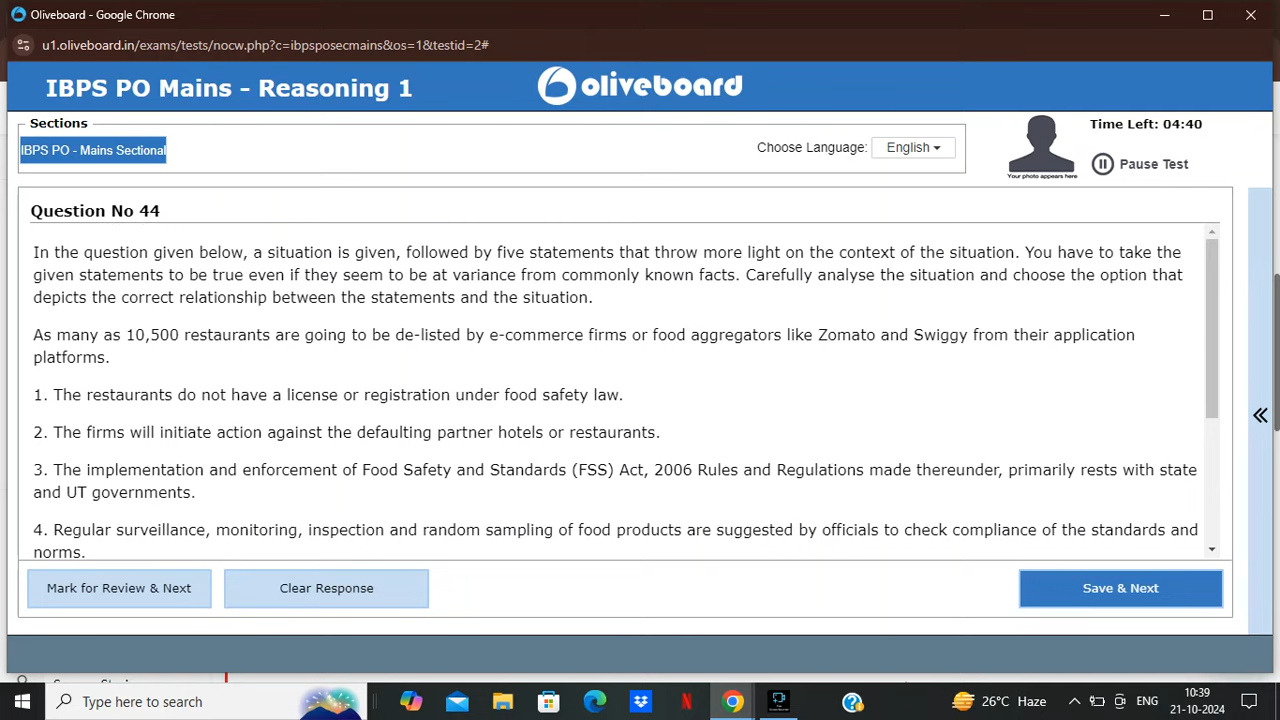 Oliveboard - Google Chrome
u1.oliveboard.in/exams/tests/nocw.php?c=ibpsposecmains&os=1&testid=2#
IBPS PO Mains - Reasoning 1
oliveboard
Sections
IBPS PO - Mains Sectional
Choose Language:
English
Your photo appears here
Time Left: 04:40
Pause Test
Question No 44
In the question given below, a situation is given, followed by five statements that throw more light on the context of the situation. You have to take the
given statements to be true even if they seem to be at variance from commonly known facts. Carefully analyse the situation and choose the option that
depicts the correct relationship between the statements and the situation.
As many as 10,500 restaurants are going to be de-listed by e-commerce firms or food aggregators like Zomato and Swiggy from their application
platforms.
1. The restaurants do not have a license or registration under food safety law.
2. The firms will initiate action against the defaulting partner hotels or restaurants.
3. The implementation and enforcement of Food Safety and Standards (FSS) Act, 2006 Rules and Regulations made thereunder, primarily rests with state
and UT governments.
4. Regular surveillance, monitoring, inspection and random sampling of food products are suggested by officials to check compliance of the standards and
norms.
Mark for Review & Next
Clear Response
Save & Next
Type here to search
26°C Haze
ENG
10:39
21-10-2024